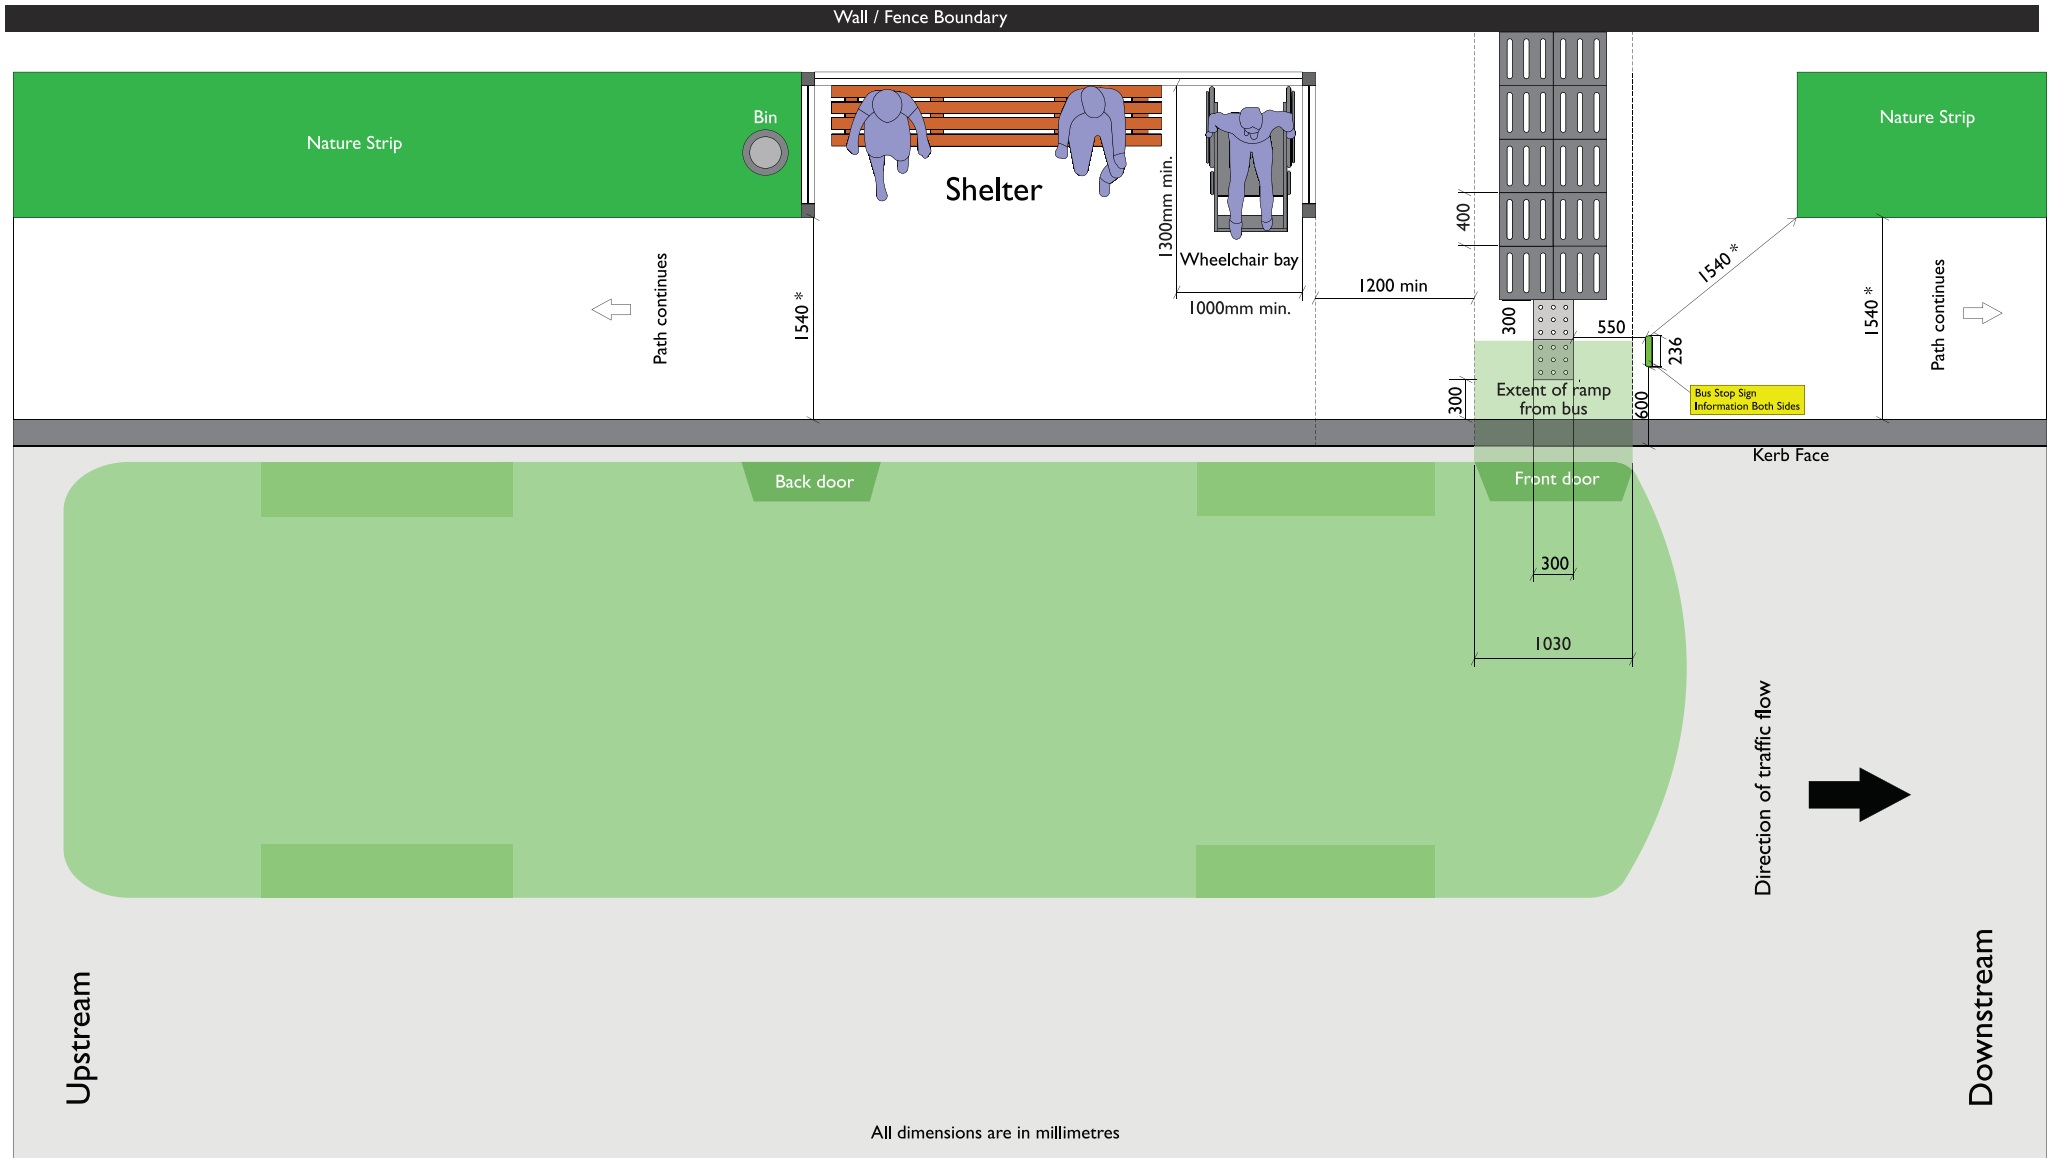 Wall / Fence Boundary
Nature Strip
Bin
Nature Strip
Shelter
1300mm min.
Wheelchair bay
1000mm min.
400
1200 min
300
550
236
1540 *
1540 *
1540 *
Path continues
Path continues
300
600
Extent of ramp
from bus
Bus Stop Sign
Information Both Sides
Kerb Face
Back door
Front door
300
1030
Direction of traffic flow
Upstream
Downstream
All dimensions are in millimetres